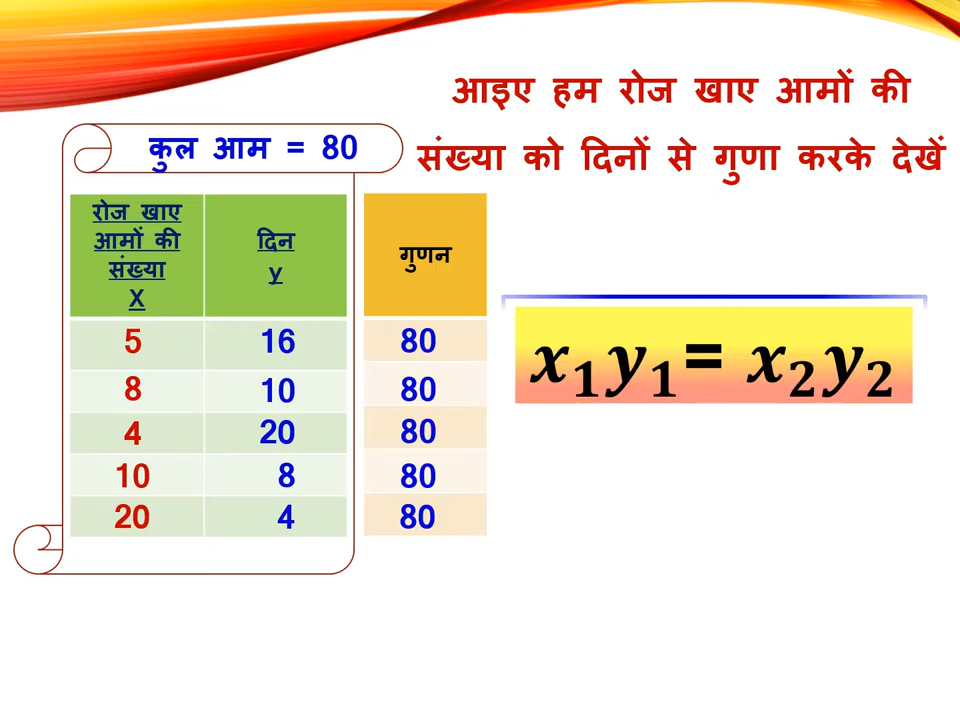 आइए हम रोज खाए आमों की
संख्या को दिनों से गुणा करके देखें
कुल आम = 80
रोज खाए
आमों की
संख्या
X
दिन
y
गुणन
5 16 80
8 10 80
4 20 80
10 8 80
20 4 80
x₁y₁= x₂y₂